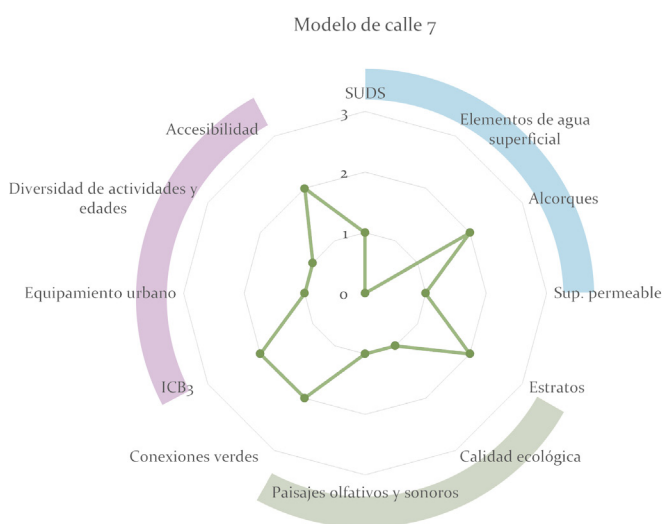 Modelo de calle 7
SUDS
3
2
1
0
Elementos de agua
superficial
Alcorques
Sup. permeable
Estratos
Calidad ecológica
Paisajes olfativos y sonoros
Conexiones verdes
ICB3
Equipamiento urbano
Diversidad de actividades y
edades
Accesibilidad